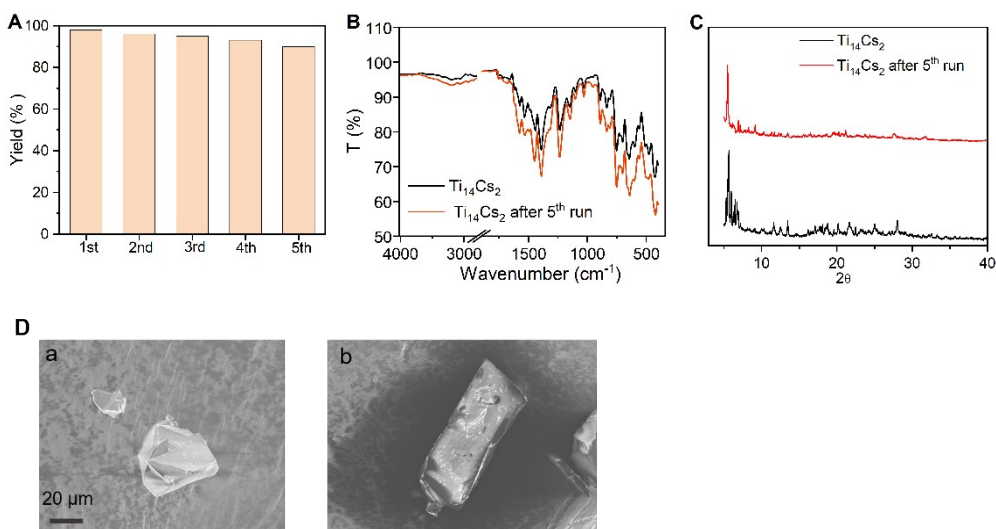 A
Yield (%)
100
80
60
40
20
0
1st 2nd 3rd 4th 5th
B
T (%)
110
100
90
80
70
60
50
Ti₁₄Cs₂
Ti₁₄Cs₂ after 5ᵗʰ run
4000 3000 1500 1000 500
Wavenumber (cm⁻¹)
C
Ti₁₄Cs₂
Ti₁₄Cs₂ after 5ᵗʰ run
10 20 30 40
2θ
D
a
20 µm
b